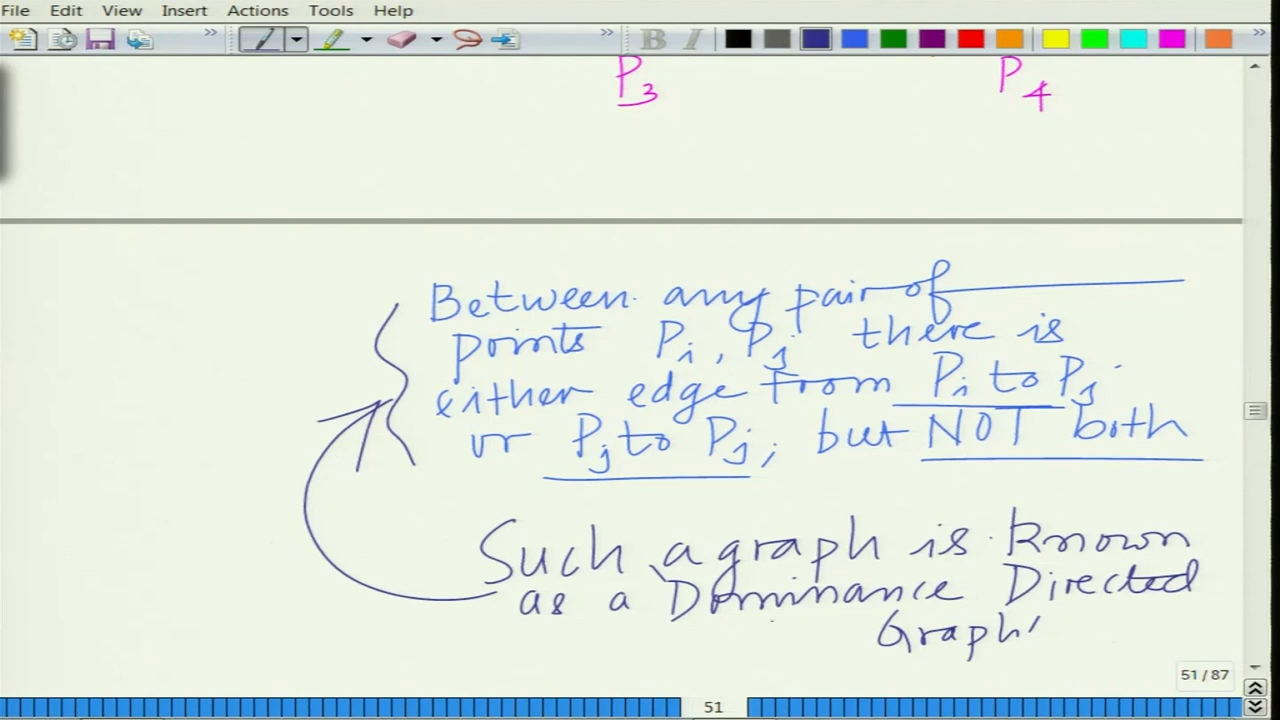 File Edit View Insert Actions Tools Help
B I
P3
P4
Between any pair of
points Pi, Pj there is
either edge from Pi to Pj
or Pj to Pj, but NOT both
Such a graph is known
as a Dominance Directed
Graph
51 / 87
51